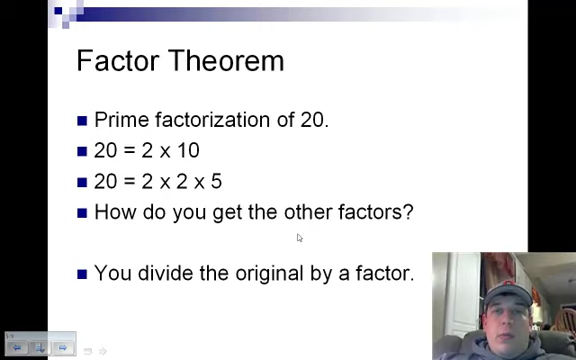 Factor Theorem
Prime factorization of 20.
20 = 2 x 10
20 = 2 x 2 x 5
How do you get the other factors?
You divide the original by a factor.